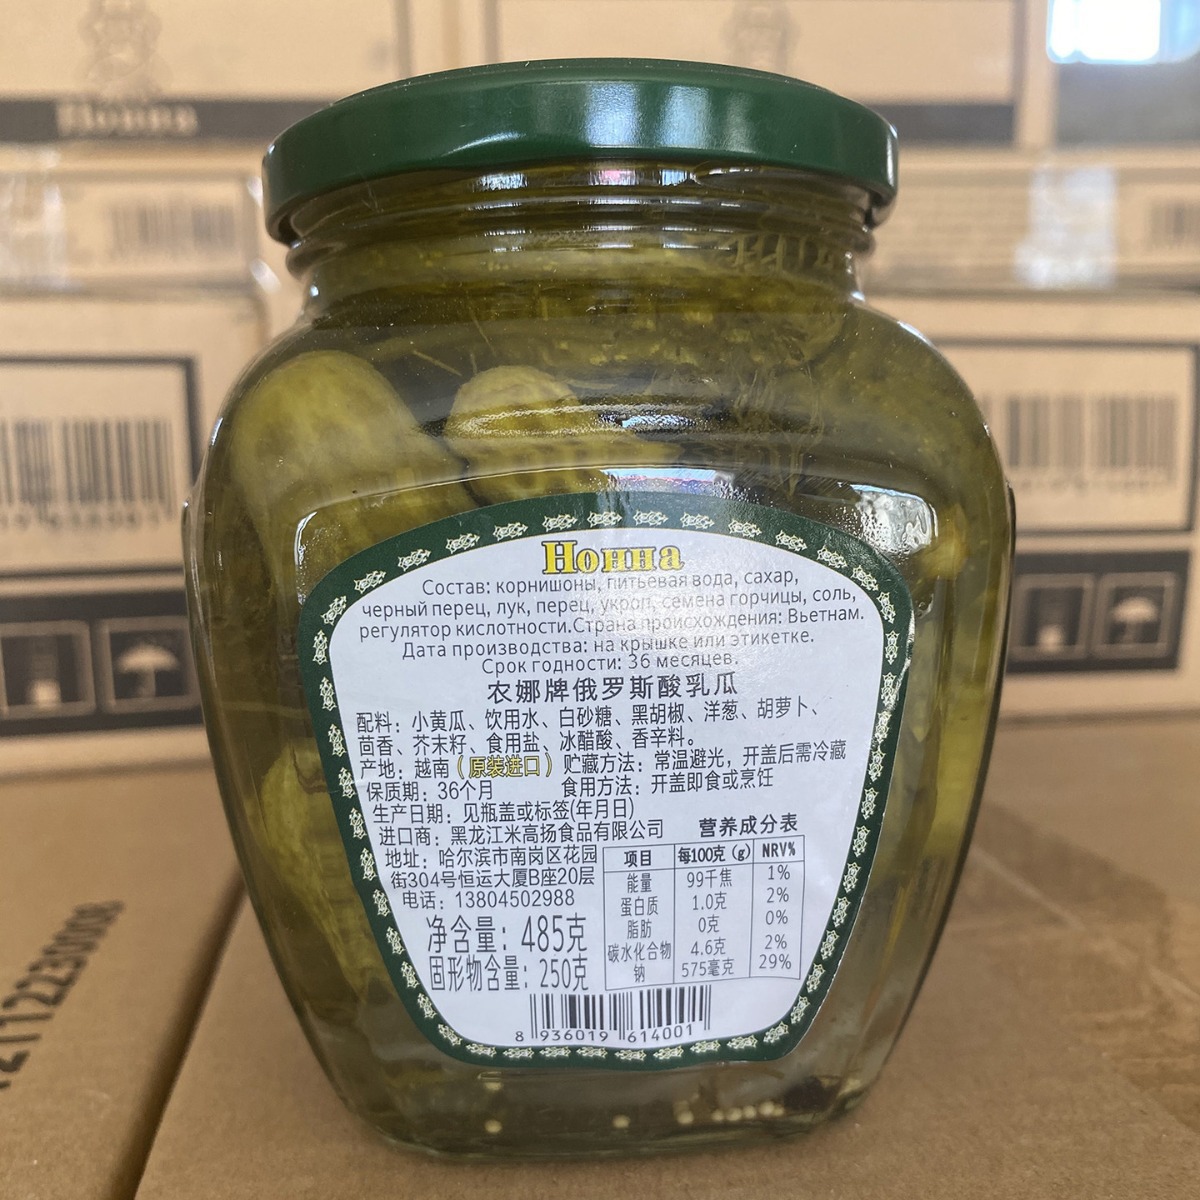 Нонна
Нонна
Состав: корнишоны, питьевая вода, сахар,
черный перец, лук, перец, укроп, семена горчицы, соль,
регулятор кислотности.Страна происхождения: Вьетнам.
Дата производства: на крышке или этикетке.
Срок годности: 36 месяцев.
农娜牌俄罗斯酸乳瓜
配料：小黄瓜、饮用水、白砂糖、黑胡椒、洋葱、胡萝卜、
茴香、芥末籽、食用盐、冰醋酸、香辛料。
产地：越南（原装进口）贮藏方法：常温避光，开盖后需冷藏
保质期：36个月 食用方法：开盖即食或烹饪
生产日期：见瓶盖或标签(年月日)
进口商：黑龙江米高扬食品有限公司
地址：哈尔滨市南岗区花园
街304号恒运大厦B座20层
电话：13804502988
净含量：485克
固形物含量：250克
营养成分表
项目 每100克（g） NRV%
能量 99千焦 1%
蛋白质 1.0克 2%
脂肪 0克 0%
碳水化合物 4.6克 2%
钠 575毫克 29%
8 936019 614001